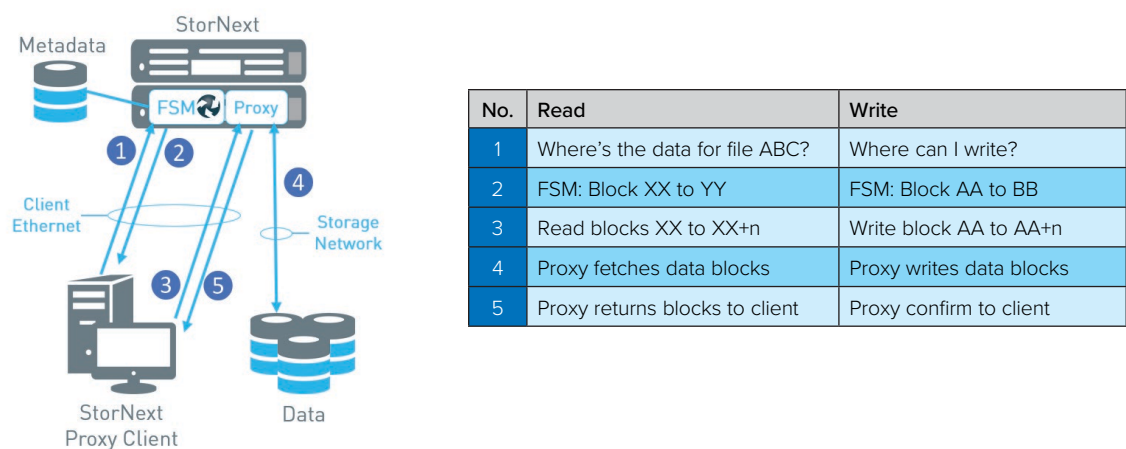 StorNext
Metadata
FSM Proxy
1 2
4
Client
Ethernet
Storage
Network
3 5
StorNext
Proxy Client
Data
No. Read Write
1 Where's the data for file ABC? Where can I write?
2 FSM: Block XX to YY FSM: Block AA to BB
3 Read blocks XX to XX+n Write block AA to AA+n
4 Proxy fetches data blocks Proxy writes data blocks
5 Proxy returns blocks to client Proxy confirm to client